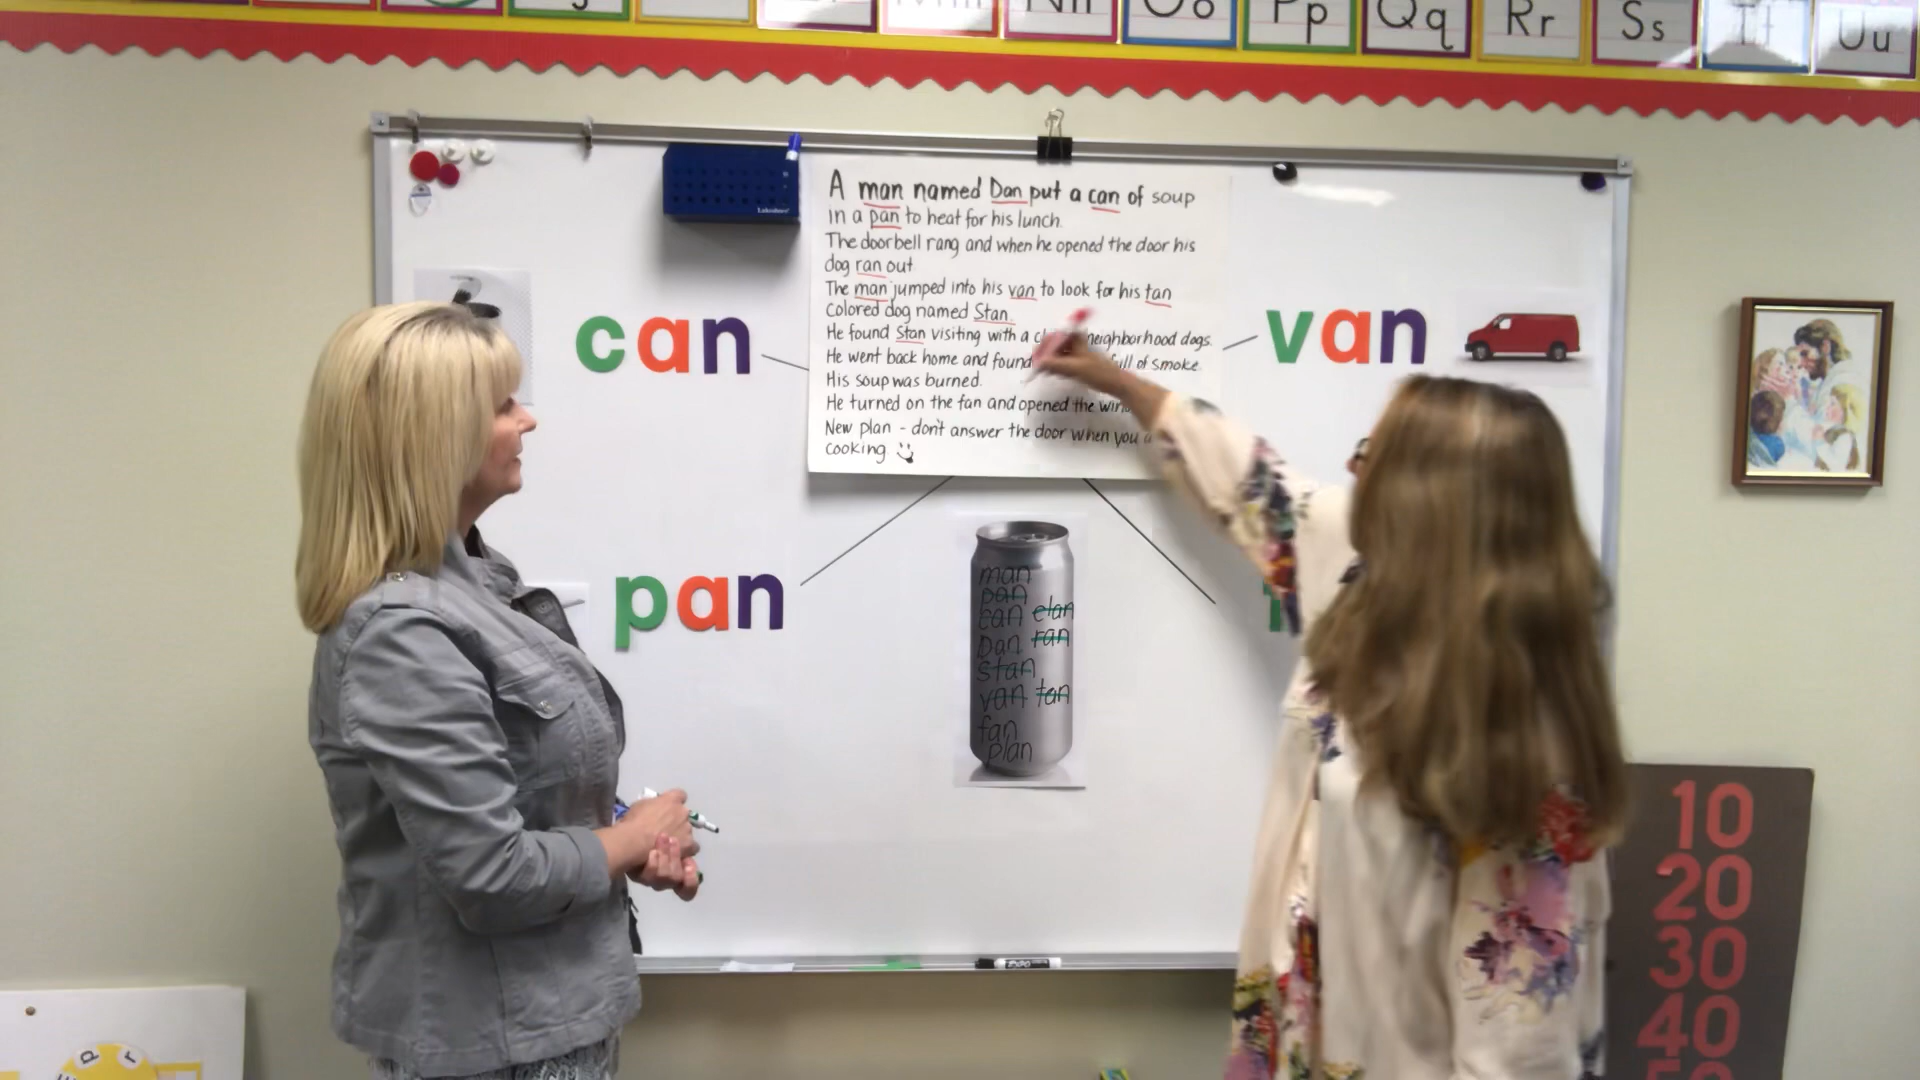 Oo Pp Qq Rr Ss Tt Uu
A man named Dan put a can of soup
in a pan to heat for his lunch.
The doorbell rang and when he opened the door his
dog ran out
The man jumped into his van to look for his tan
Colored dog named Stan.
He found Stan visiting with a neighborhood dogs.
He went back home and found full of smoke.
His soup was burned.
He turned on the fan and opened the
New plan - don't answer the door when you
cooking.
can
van
pan
man
pan
can clan
Dan ran
Stan
van tan
fan
plan
Lakeshore
EXPO
10
20
30
40